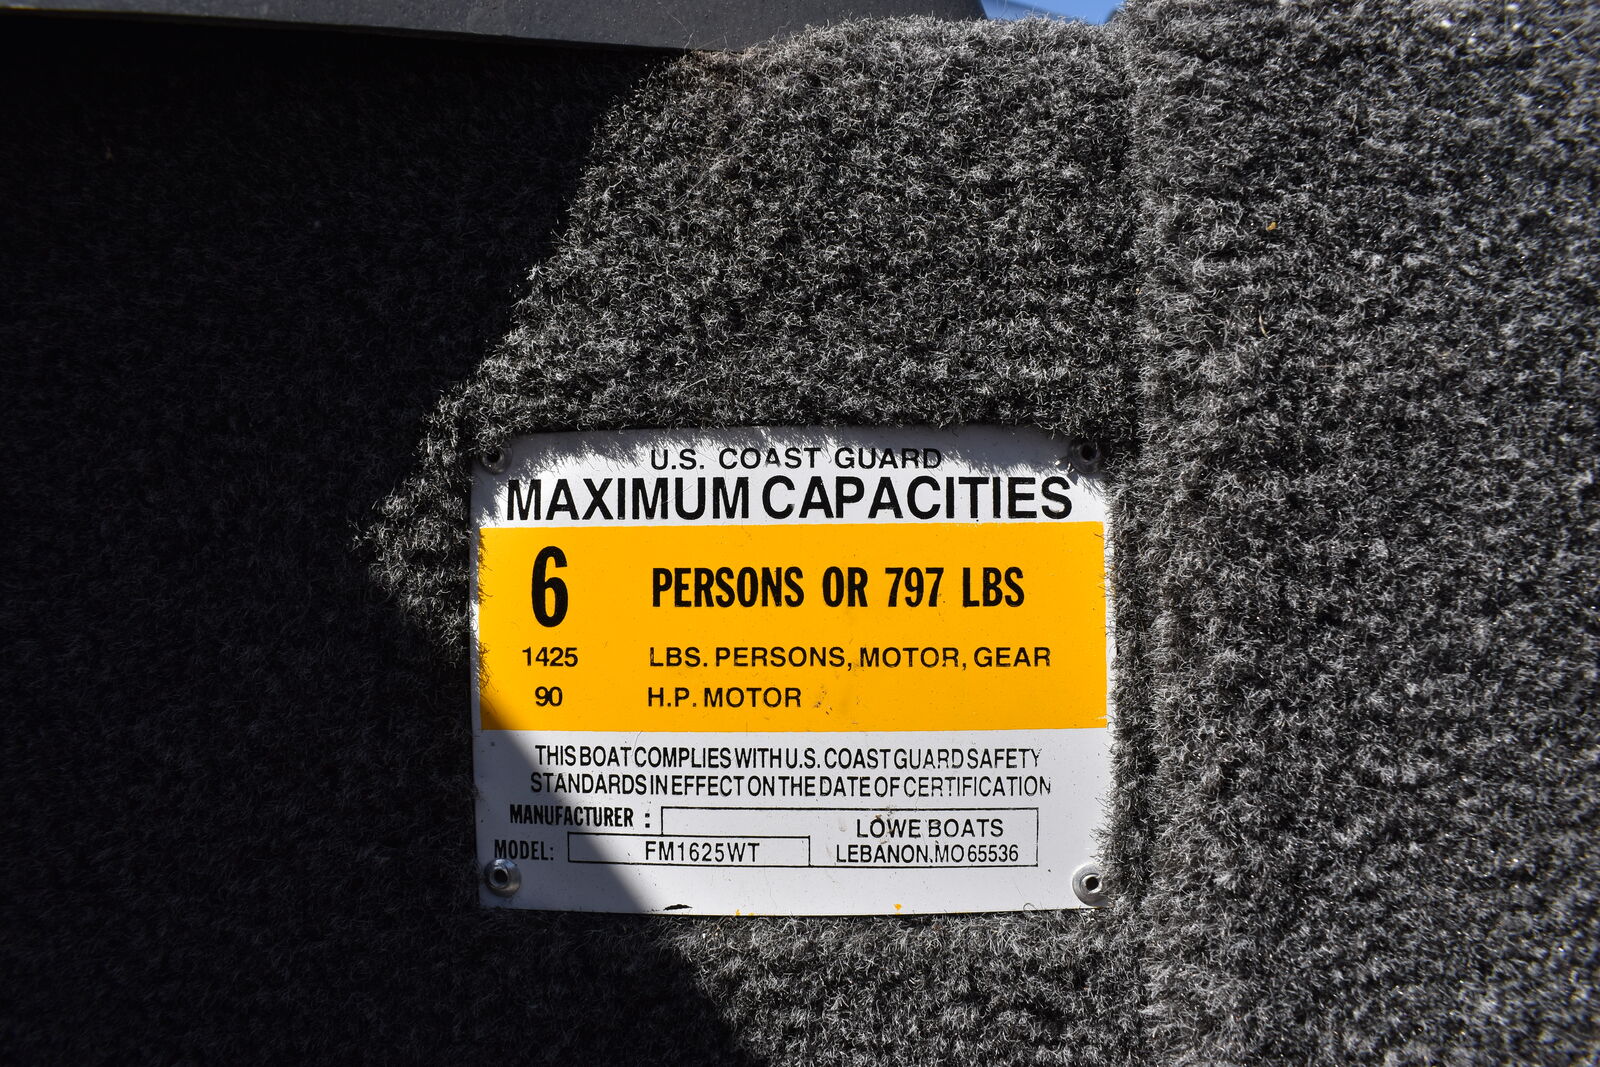 U.S. COAST GUARD
MAXIMUM CAPACITIES
6 PERSONS OR 797 LBS
1425 LBS. PERSONS, MOTOR, GEAR
90 H.P. MOTOR
THIS BOAT COMPLIES WITH U.S. COAST GUARD SAFETY
STANDARDS IN EFFECT ON THE DATE OF CERTIFICATION
MANUFACTURER : LOWE BOATS
MODEL: FM1625WT LEBANON, MO 65536